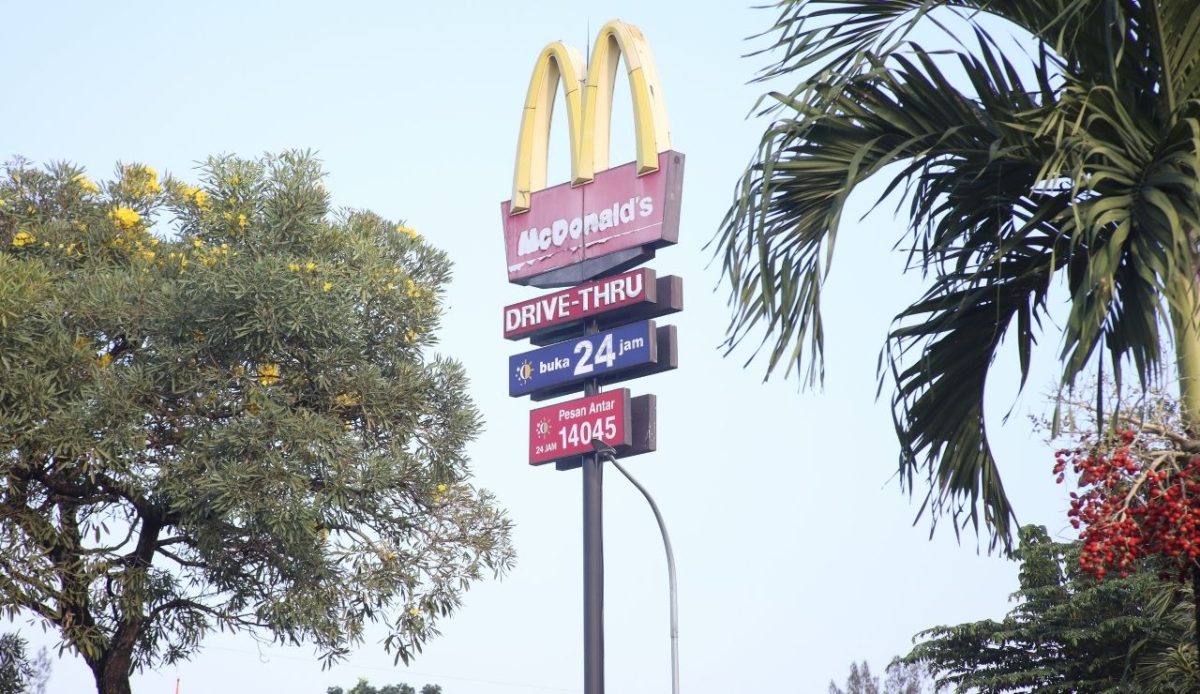 McDonald's
DRIVE-THRU
buka 24 jam
Pesan Antar
24 JAM 14045